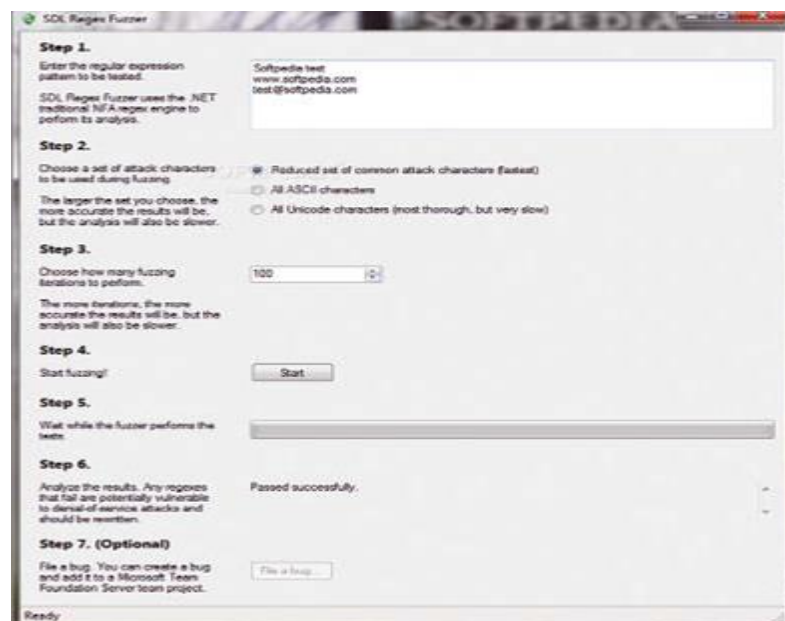 SDL Regex Fuzzer
SOFTPEDIA
Step 1.
Enter the regular expression
pattern to be tested.
SDL Regex Fuzzer uses the .NET
traditional NFA regex engine to
perform its analysis.
Softpedia test
www.softpedia.com
test@softpedia.com
Step 2.
Choose a set of attack characters
to be used during fuzzing.
The larger the set you choose, the
more accurate the results will be,
but the analysis will also be slower.
Reduced set of common attack characters (fastest)
All ASCII characters
All Unicode characters (most thorough, but very slow)
Step 3.
Choose how many fuzzing
iterations to perform.
The more iterations, the more
accurate the results will be, but the
analysis will also be slower.
100
Step 4.
Start fuzzing!
Start
Step 5.
Wait while the fuzzer performs the
tests.
Step 6.
Analyze the results. Any regexes
that fail are potentially vulnerable
to denial-of-service attacks and
should be rewritten.
Passed successfully.
Step 7. (Optional)
File a bug. You can create a bug
and add it to a Microsoft Team
Foundation Server team project.
File a bug...
Ready